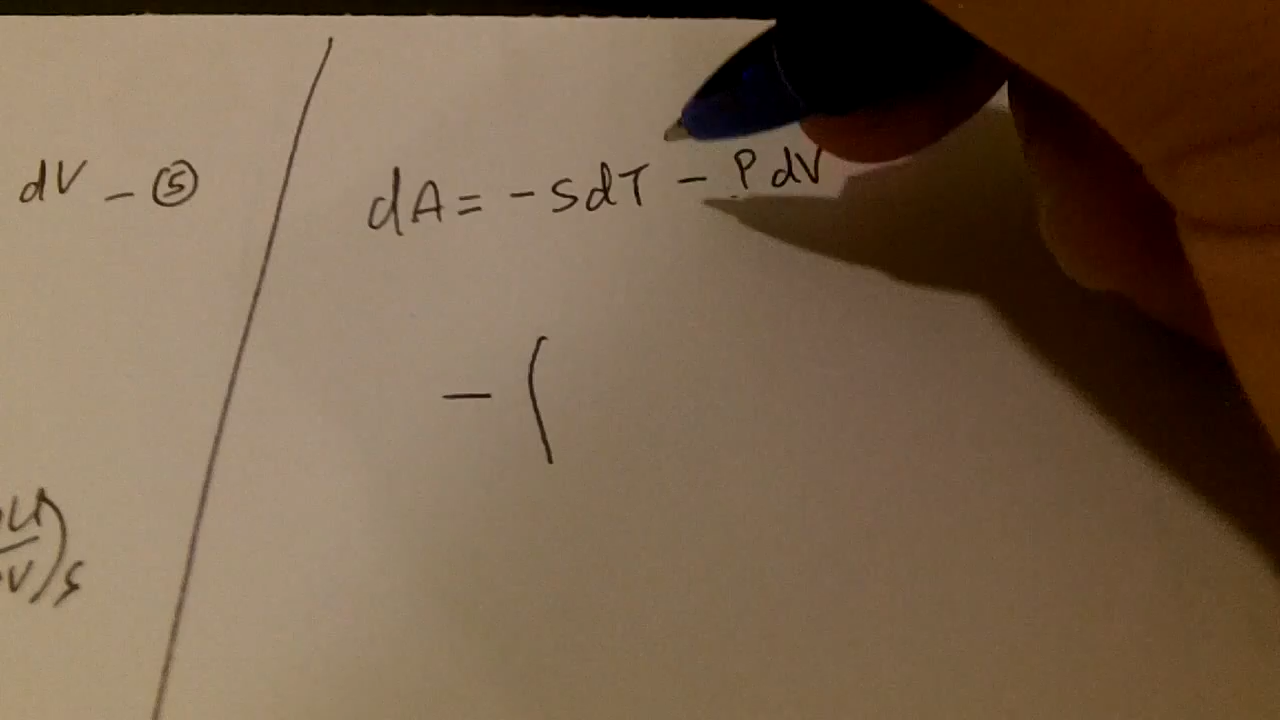 dV - ⑤
dA = - SdT - PdV
- (
V)s